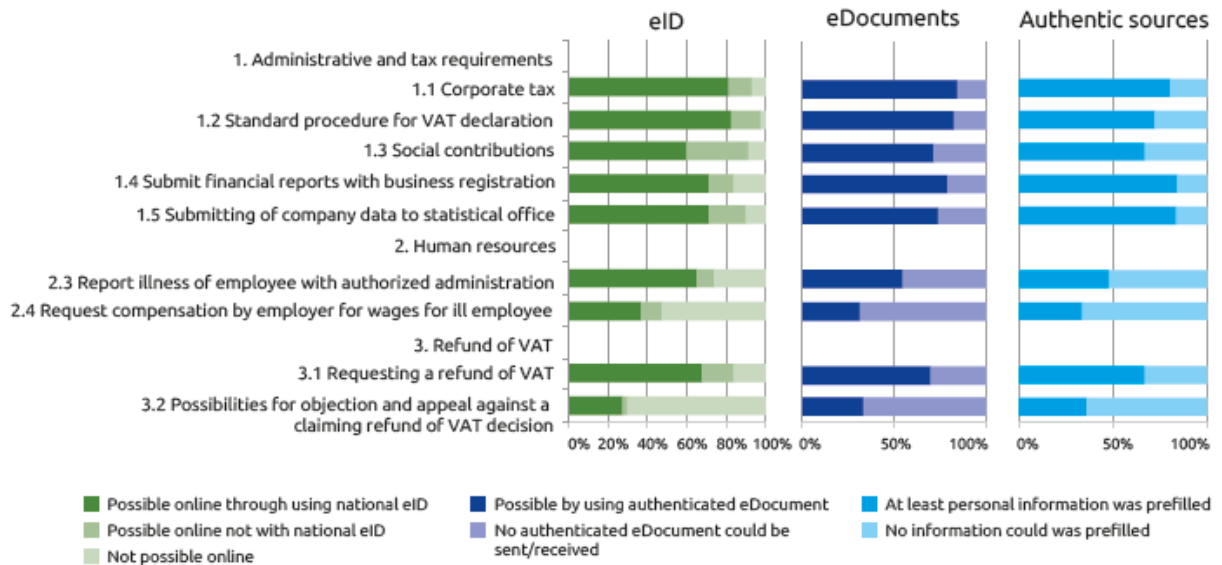 eID
eDocuments
Authentic sources
1. Administrative and tax requirements
1.1 Corporate tax
1.2 Standard procedure for VAT declaration
1.3 Social contributions
1.4 Submit financial reports with business registration
1.5 Submitting of company data to statistical office
2. Human resources
2.3 Report illness of employee with authorized administration
2.4 Request compensation by employer for wages for ill employee
3. Refund of VAT
3.1 Requesting a refund of VAT
3.2 Possibilities for objection and appeal against a
claiming refund of VAT decision
0% 20% 40% 60% 80% 100%
0% 50% 100%
0% 50% 100%
Possible online through using national eID
Possible online not with national eID
Not possible online
Possible by using authenticated eDocument
No authenticated eDocument could be
sent/received
At least personal information was prefilled
No information could was prefilled